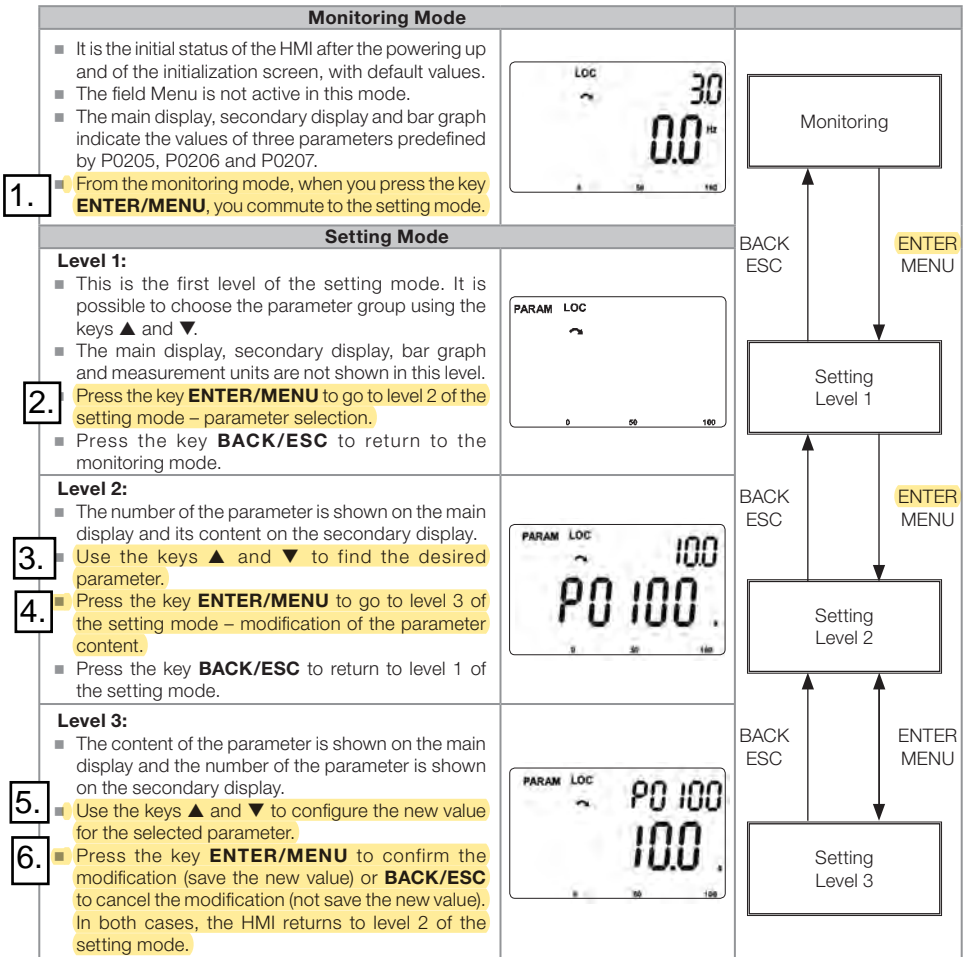 Monitoring Mode
■ It is the initial status of the HMI after the powering up
and of the initialization screen, with default values.
■ The field Menu is not active in this mode.
■ The main display, secondary display and bar graph
indicate the values of three parameters predefined
by P0205, P0206 and P0207.
1. ■ From the monitoring mode, when you press the key
ENTER/MENU, you commute to the setting mode.
LOC
3.0
0.0 Hz
0 50 100
Setting Mode
Level 1:
■ This is the first level of the setting mode. It is
possible to choose the parameter group using the
keys ▲ and ▼.
■ The main display, secondary display, bar graph
and measurement units are not shown in this level.
2. Press the key ENTER/MENU to go to level 2 of the
setting mode – parameter selection.
■ Press the key BACK/ESC to return to the
monitoring mode.
PARAM LOC
0 50 100
Level 2:
■ The number of the parameter is shown on the main
display and its content on the secondary display.
3. ■ Use the keys ▲ and ▼ to find the desired
parameter.
4. ■ Press the key ENTER/MENU to go to level 3 of
the setting mode – modification of the parameter
content.
■ Press the key BACK/ESC to return to level 1 of
the setting mode.
PARAM LOC
10.0
P0100 .
0 50 100
Level 3:
■ The content of the parameter is shown on the main
display and the number of the parameter is shown
on the secondary display.
5. ■ Use the keys ▲ and ▼ to configure the new value
for the selected parameter.
6. ■ Press the key ENTER/MENU to confirm the
modification (save the new value) or BACK/ESC
to cancel the modification (not save the new value).
In both cases, the HMI returns to level 2 of the
setting mode.
PARAM LOC
P0100
10.0 .
0 50 100
Monitoring
BACK
ESC
ENTER
MENU
Setting
Level 1
BACK
ESC
ENTER
MENU
Setting
Level 2
BACK
ESC
ENTER
MENU
Setting
Level 3